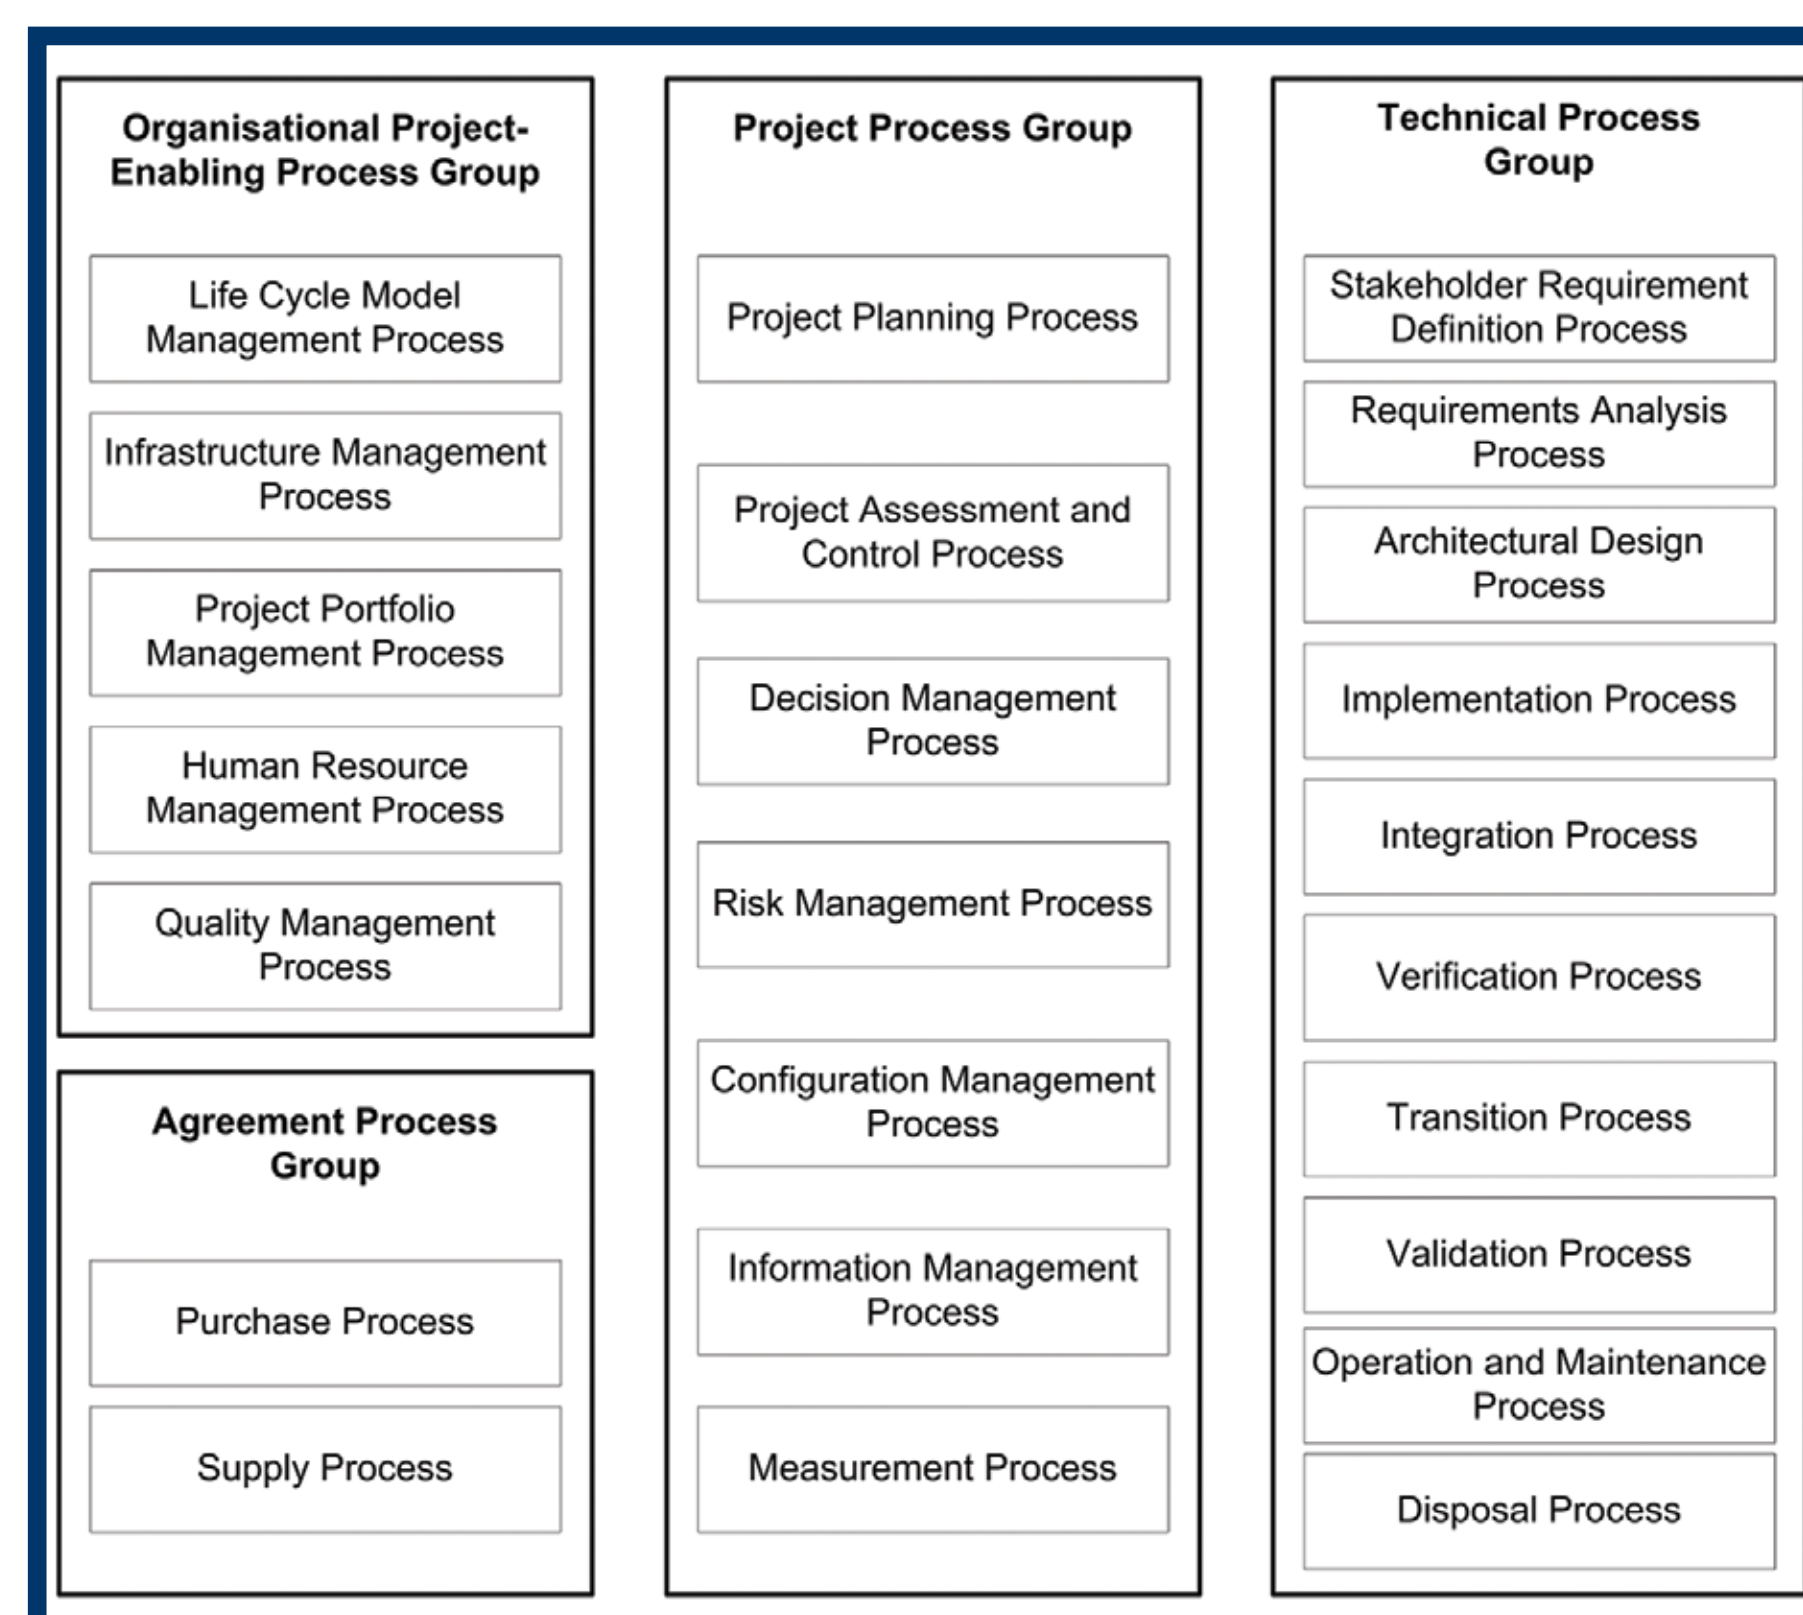 Organisational Project-
Enabling Process Group
Life Cycle Model
Management Process
Infrastructure Management
Process
Project Portfolio
Management Process
Human Resource
Management Process
Quality Management
Process
Agreement Process
Group
Purchase Process
Supply Process
Project Process Group
Project Planning Process
Project Assessment and
Control Process
Decision Management
Process
Risk Management Process
Configuration Management
Process
Information Management
Process
Measurement Process
Technical Process
Group
Stakeholder Requirement
Definition Process
Requirements Analysis
Process
Architectural Design
Process
Implementation Process
Integration Process
Verification Process
Transition Process
Validation Process
Operation and Maintenance
Process
Disposal Process